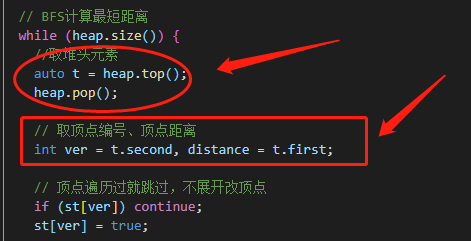 // BFS计算最短距离
while (heap.size()) {
//取堆头元素
auto t = heap.top();
heap.pop();
// 取顶点编号、顶点距离
int ver = t.second, distance = t.first;
// 顶点遍历过就跳过，不展开改顶点
if (st[ver]) continue;
st[ver] = true;